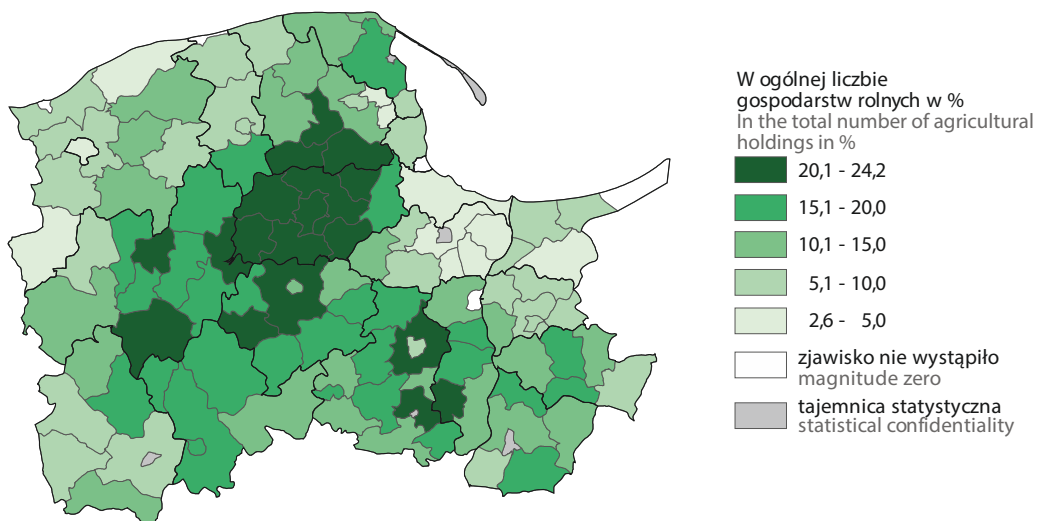 W ogólnej liczbie
gospodarstw rolnych w %
In the total number of agricultural
holdings in %
20,1 - 24,2
15,1 - 20,0
10,1 - 15,0
5,1 - 10,0
2,6 - 5,0
zjawisko nie wystąpiło
magnitude zero
tajemnica statystyczna
statistical confidentiality